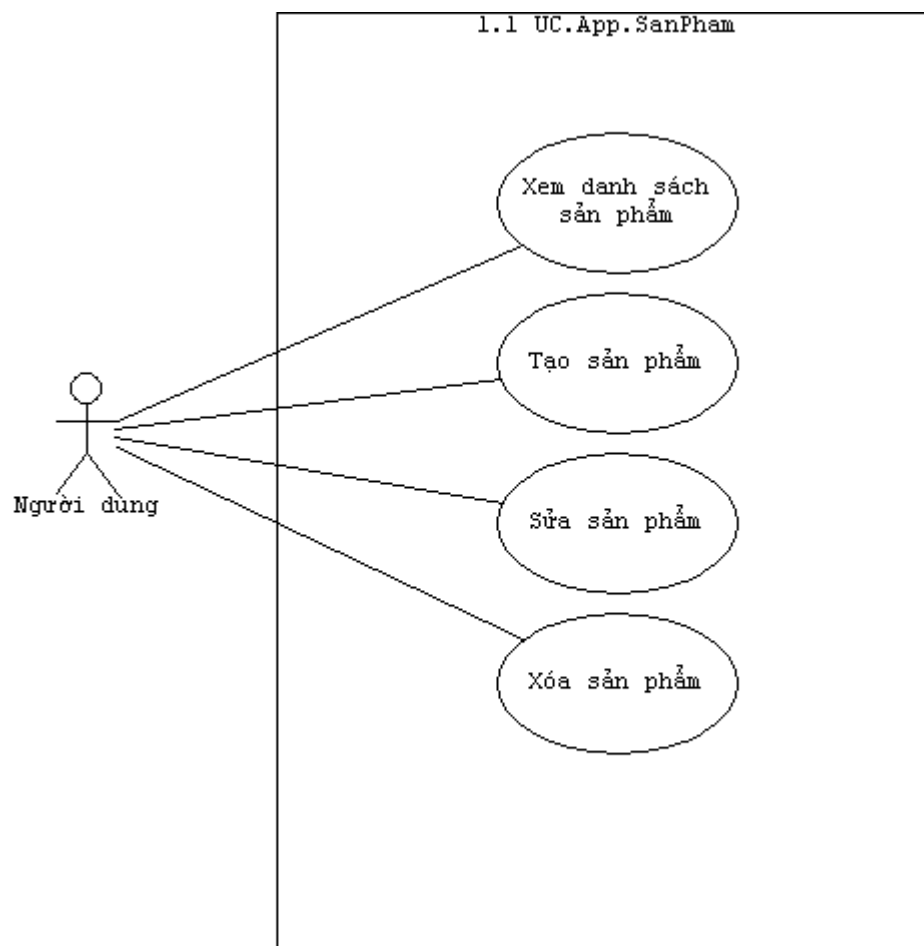 1.1 UC.App.SanPham
Xem danh sách
sản phẩm
Tạo sản phẩm
Người dùng
Sửa sản phẩm
Xóa sản phẩm